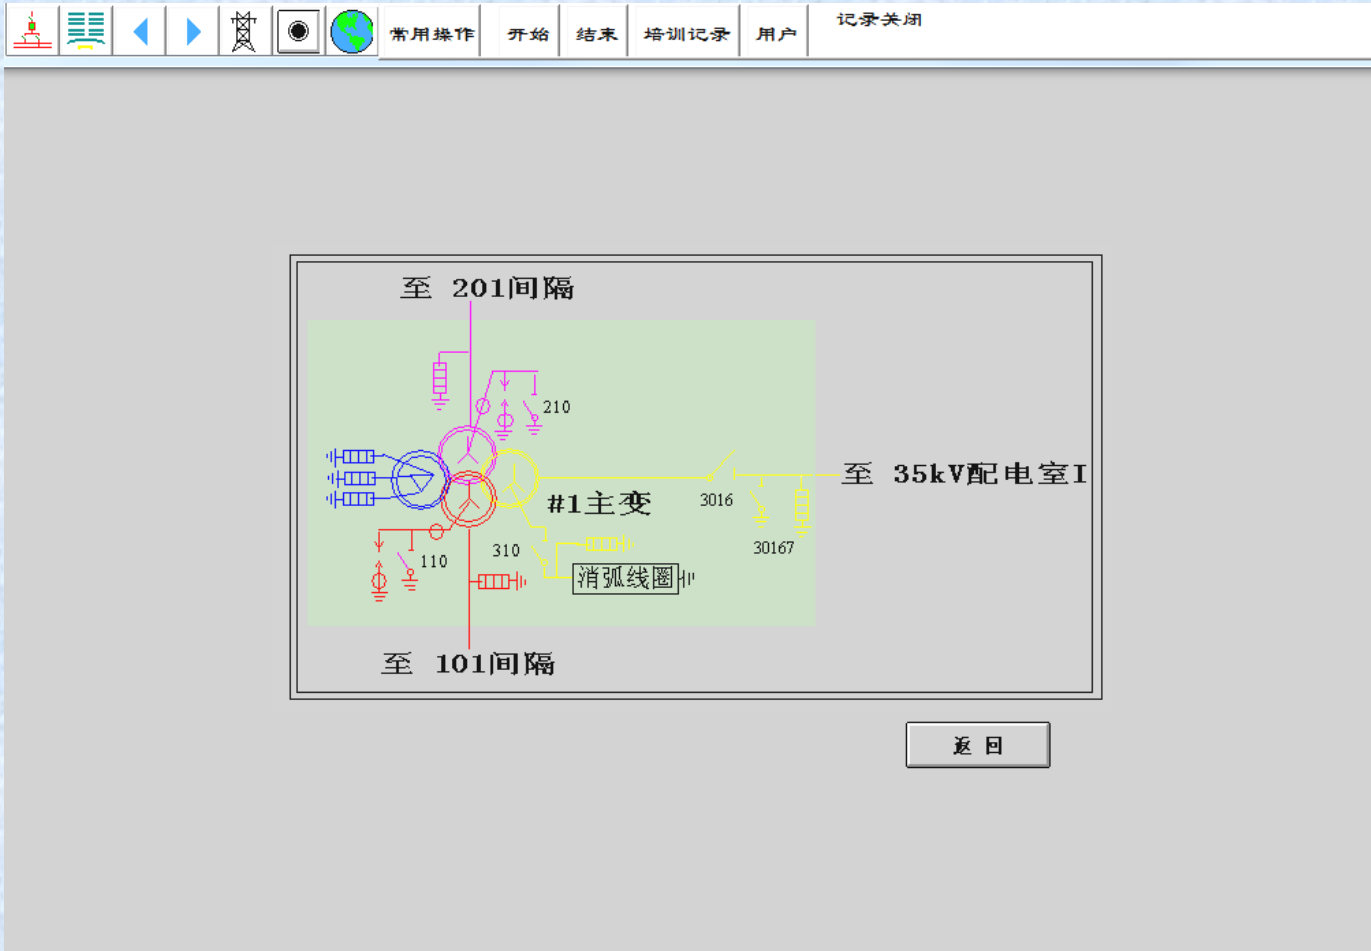 常用操作 开始 结束 培训记录 用户 记录关闭
至 201间隔
210
至 35kV配电室I
#1主变
3016
310
110
30167
消弧线圈
至 101间隔
返 回